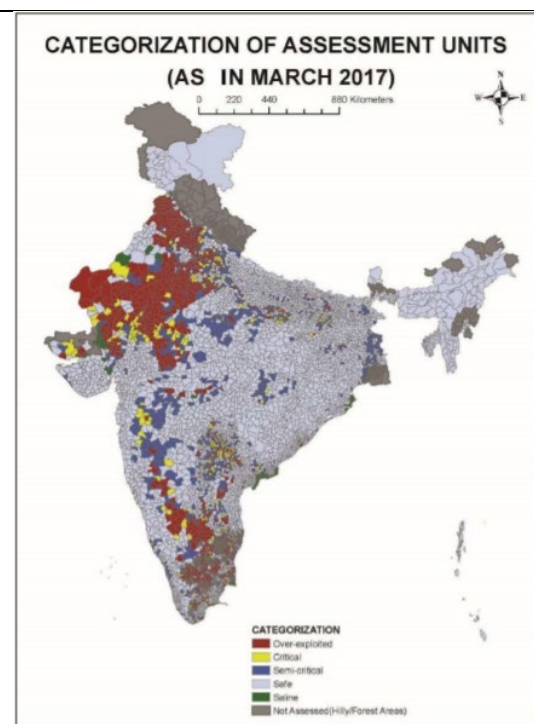 CATEGORIZATION OF ASSESSMENT UNITS
(AS IN MARCH 2017)
N
W E
S
0 220 440 880 Kilometers
CATEGORIZATION
Over-exploited
Critical
Semi-critical
Safe
Saline
Not Assessed(Hilly/Forest Areas)